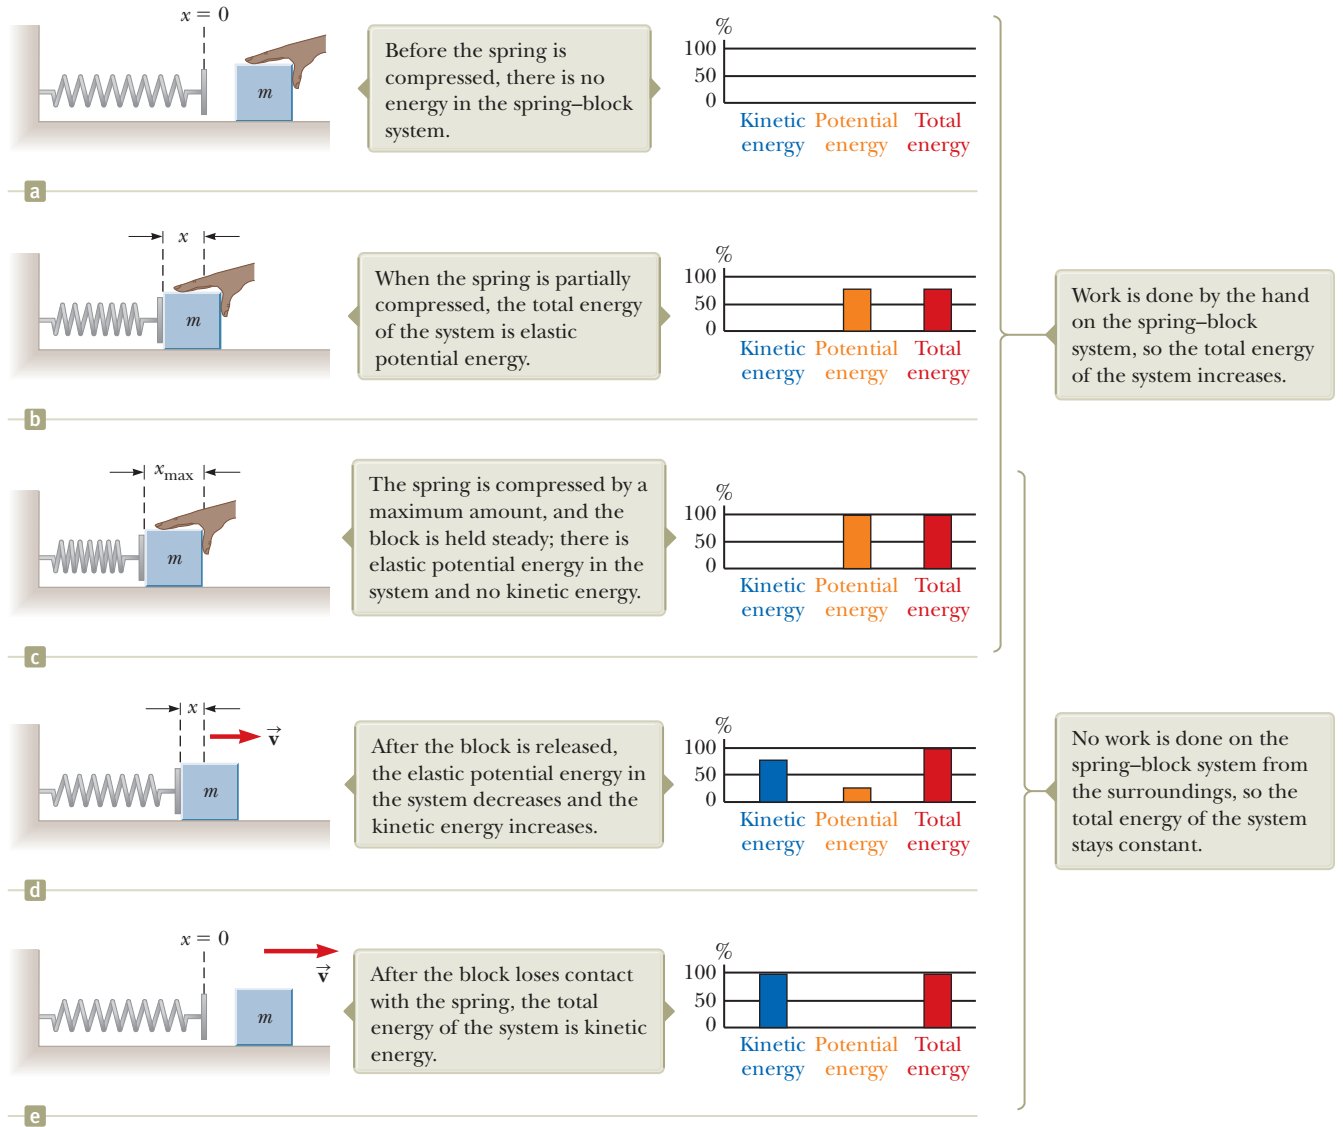 x = 0
m
Before the spring is
compressed, there is no
energy in the spring–block
system.
%
100
50
0
Kinetic
energy
Potential
energy
Total
energy
a
x
m
When the spring is partially
compressed, the total energy
of the system is elastic
potential energy.
%
100
50
0
Kinetic
energy
Potential
energy
Total
energy
b
Work is done by the hand
on the spring–block
system, so the total energy
of the system increases.
xmax
m
The spring is compressed by a
maximum amount, and the
block is held steady; there is
elastic potential energy in the
system and no kinetic energy.
%
100
50
0
Kinetic
energy
Potential
energy
Total
energy
c
x
v⃗
m
After the block is released,
the elastic potential energy in
the system decreases and the
kinetic energy increases.
%
100
50
0
Kinetic
energy
Potential
energy
Total
energy
d
No work is done on the
spring–block system from
the surroundings, so the
total energy of the system
stays constant.
x = 0
v⃗
m
After the block loses contact
with the spring, the total
energy of the system is kinetic
energy.
%
100
50
0
Kinetic
energy
Potential
energy
Total
energy
e